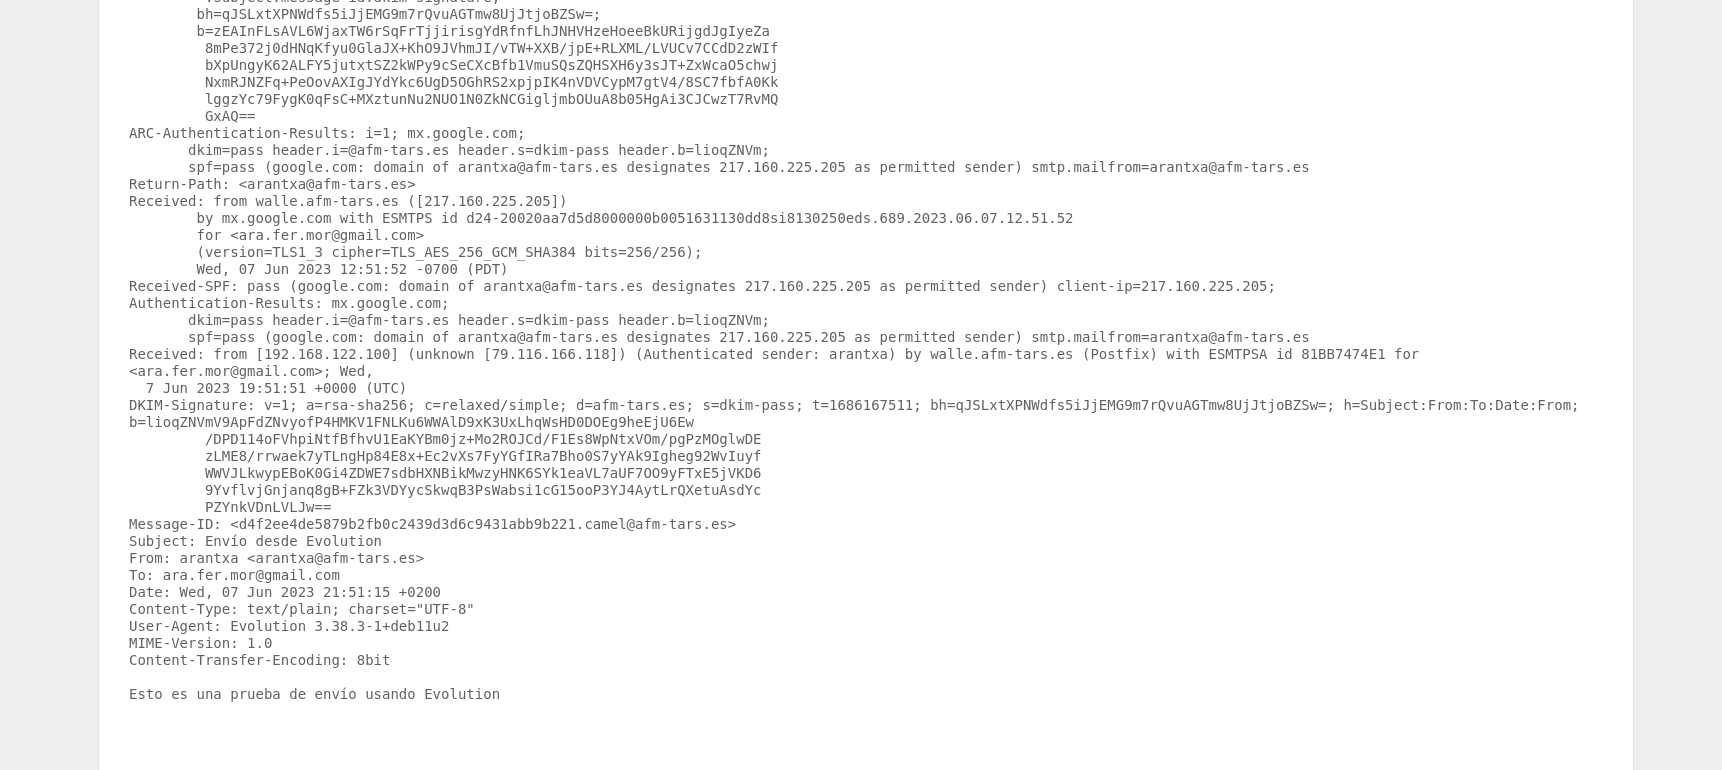 bh=qJSLxtXPNWdfs5iJjEMG9m7rQvuAGTmw8UjJtjoBZSw=;
b=zEAInFLsAVL6WjaxTW6rSqFrTjjirisgYdRfnfLhJNHVHzeHoeeBkURijgdJgIyeZa
8mPe372j0dHNqKfyu0GlaJX+KhO9JVhmJI/vTW+XXB/jpE+RLXML/LVUCv7CCdD2zWIf
bXpUngyK62ALFY5jutxtSZ2kWPy9cSeCXcBfb1VmuSQsZQHSXH6y3sJT+ZxWcaO5chwj
NxmRJNZFq+PeOovAXIgJYdYkc6UgD5OGhRS2xpjpIK4nVDVCypM7gtV4/8SC7fbfA0Kk
lggzYc79FygK0qFsC+MXztunNu2NUO1N0ZkNCGigljmbOUuA8b05HgAi3CJCwzT7RvMQ
GxAQ==
ARC-Authentication-Results: i=1; mx.google.com;
dkim=pass header.i=@afm-tars.es header.s=dkim-pass header.b=lioqZNVm;
spf=pass (google.com: domain of arantxa@afm-tars.es designates 217.160.225.205 as permitted sender) smtp.mailfrom=arantxa@afm-tars.es
Return-Path: <arantxa@afm-tars.es>
Received: from walle.afm-tars.es ([217.160.225.205])
by mx.google.com with ESMTPS id d24-20020aa7d5d8000000b0051631130dd8si8130250eds.689.2023.06.07.12.51.52
for <ara.fer.mor@gmail.com>
(version=TLS1_3 cipher=TLS_AES_256_GCM_SHA384 bits=256/256);
Wed, 07 Jun 2023 12:51:52 -0700 (PDT)
Received-SPF: pass (google.com: domain of arantxa@afm-tars.es designates 217.160.225.205 as permitted sender) client-ip=217.160.225.205;
Authentication-Results: mx.google.com;
dkim=pass header.i=@afm-tars.es header.s=dkim-pass header.b=lioqZNVm;
spf=pass (google.com: domain of arantxa@afm-tars.es designates 217.160.225.205 as permitted sender) smtp.mailfrom=arantxa@afm-tars.es
Received: from [192.168.122.100] (unknown [79.116.166.118]) (Authenticated sender: arantxa) by walle.afm-tars.es (Postfix) with ESMTPSA id 81BB7474E1 for
<ara.fer.mor@gmail.com>; Wed,
7 Jun 2023 19:51:51 +0000 (UTC)
DKIM-Signature: v=1; a=rsa-sha256; c=relaxed/simple; d=afm-tars.es; s=dkim-pass; t=1686167511; bh=qJSLxtXPNWdfs5iJjEMG9m7rQvuAGTmw8UjJtjoBZSw=; h=Subject:From:To:Date:From;
b=lioqZNVmV9ApFdZNvyofP4HMKV1FNLKu6WWAlD9xK3UxLhqWsHD0DOEg9heEjU6Ew
/DPD114oFVhpiNtfBfhvU1EaKYBm0jz+Mo2ROJCd/F1Es8WpNtxVOm/pgPzMOglwDE
zLME8/rrwaek7yTLngHp84E8x+Ec2vXs7FyYGfIRa7Bho0S7yYAk9Igheg92WvIuyf
WWVJLkwypEBoK0Gi4ZDWE7sdbHXNBikMwzyHNK6SYk1eaVL7aUF7OO9yFTxE5jVKD6
9YvflvjGnjanq8gB+FZk3VDYycSkwqB3PsWabsi1cG15ooP3YJ4AytLrQXetuAsdYc
PZYnkVDnLVLJw==
Message-ID: <d4f2ee4de5879b2fb0c2439d3d6c9431abb9b221.camel@afm-tars.es>
Subject: Envío desde Evolution
From: arantxa <arantxa@afm-tars.es>
To: ara.fer.mor@gmail.com
Date: Wed, 07 Jun 2023 21:51:15 +0200
Content-Type: text/plain; charset="UTF-8"
User-Agent: Evolution 3.38.3-1+deb11u2
MIME-Version: 1.0
Content-Transfer-Encoding: 8bit
Esto es una prueba de envío usando Evolution